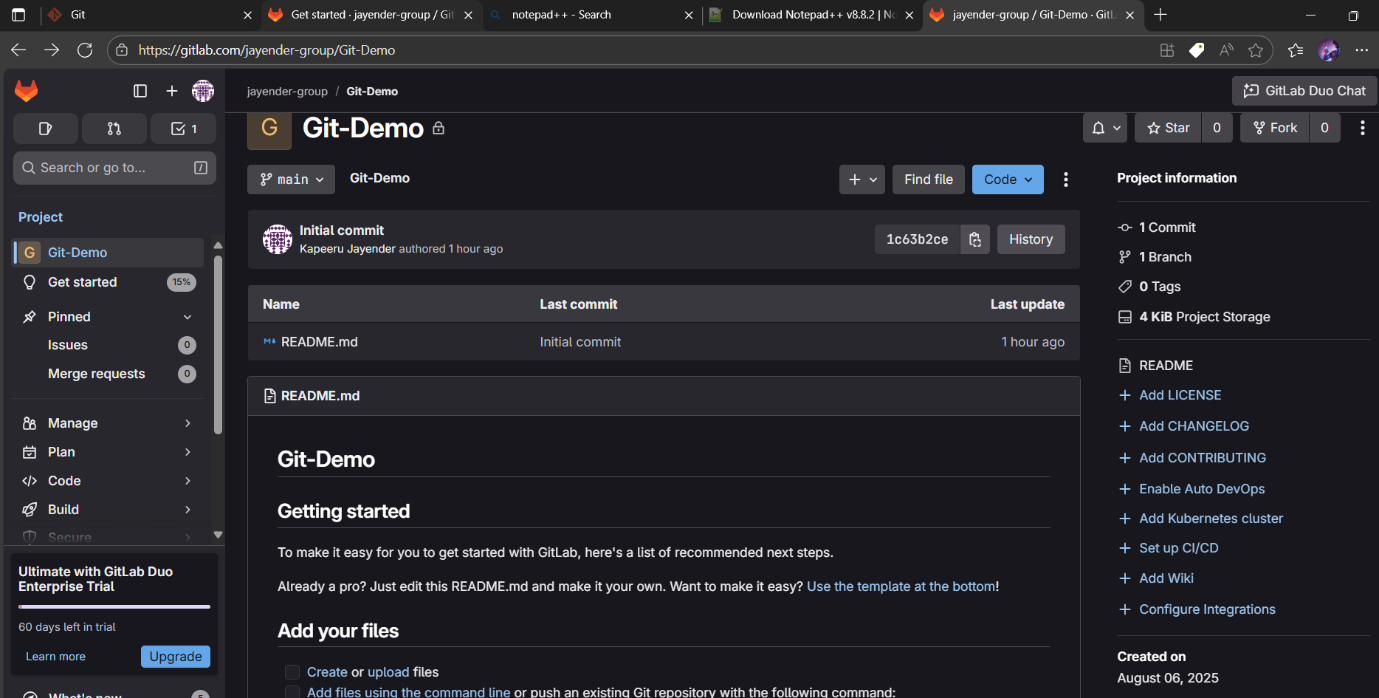 Git
Get started · jayender-group / Git
notepad++ - Search
Download Notepad++ v8.8.2 | No
jayender-group / Git-Demo · GitL
https://gitlab.com/jayender-group/Git-Demo
jayender-group / Git-Demo
GitLab Duo Chat
1
Search or go to...
/
Project
G Git-Demo
Get started 15%
Pinned
Issues 0
Merge requests 0
Manage
Plan
Code
Build
Secure
Ultimate with GitLab Duo
Enterprise Trial
60 days left in trial
Learn more Upgrade
What's new 5
G Git-Demo
Star 0 Fork 0
main Git-Demo
Find file Code
Initial commit
Kapeeru Jayender authored 1 hour ago
1c63b2ce History
Name Last commit Last update
README.md Initial commit 1 hour ago
README.md
Git-Demo
Getting started
To make it easy for you to get started with GitLab, here's a list of recommended next steps.
Already a pro? Just edit this README.md and make it your own. Want to make it easy? Use the template at the bottom!
Add your files
Create or upload files
Add files using the command line or push an existing Git repository with the following command:
Project information
1 Commit
1 Branch
0 Tags
4 KiB Project Storage
README
Add LICENSE
Add CHANGELOG
Add CONTRIBUTING
Enable Auto DevOps
Add Kubernetes cluster
Set up CI/CD
Add Wiki
Configure Integrations
Created on
August 06, 2025